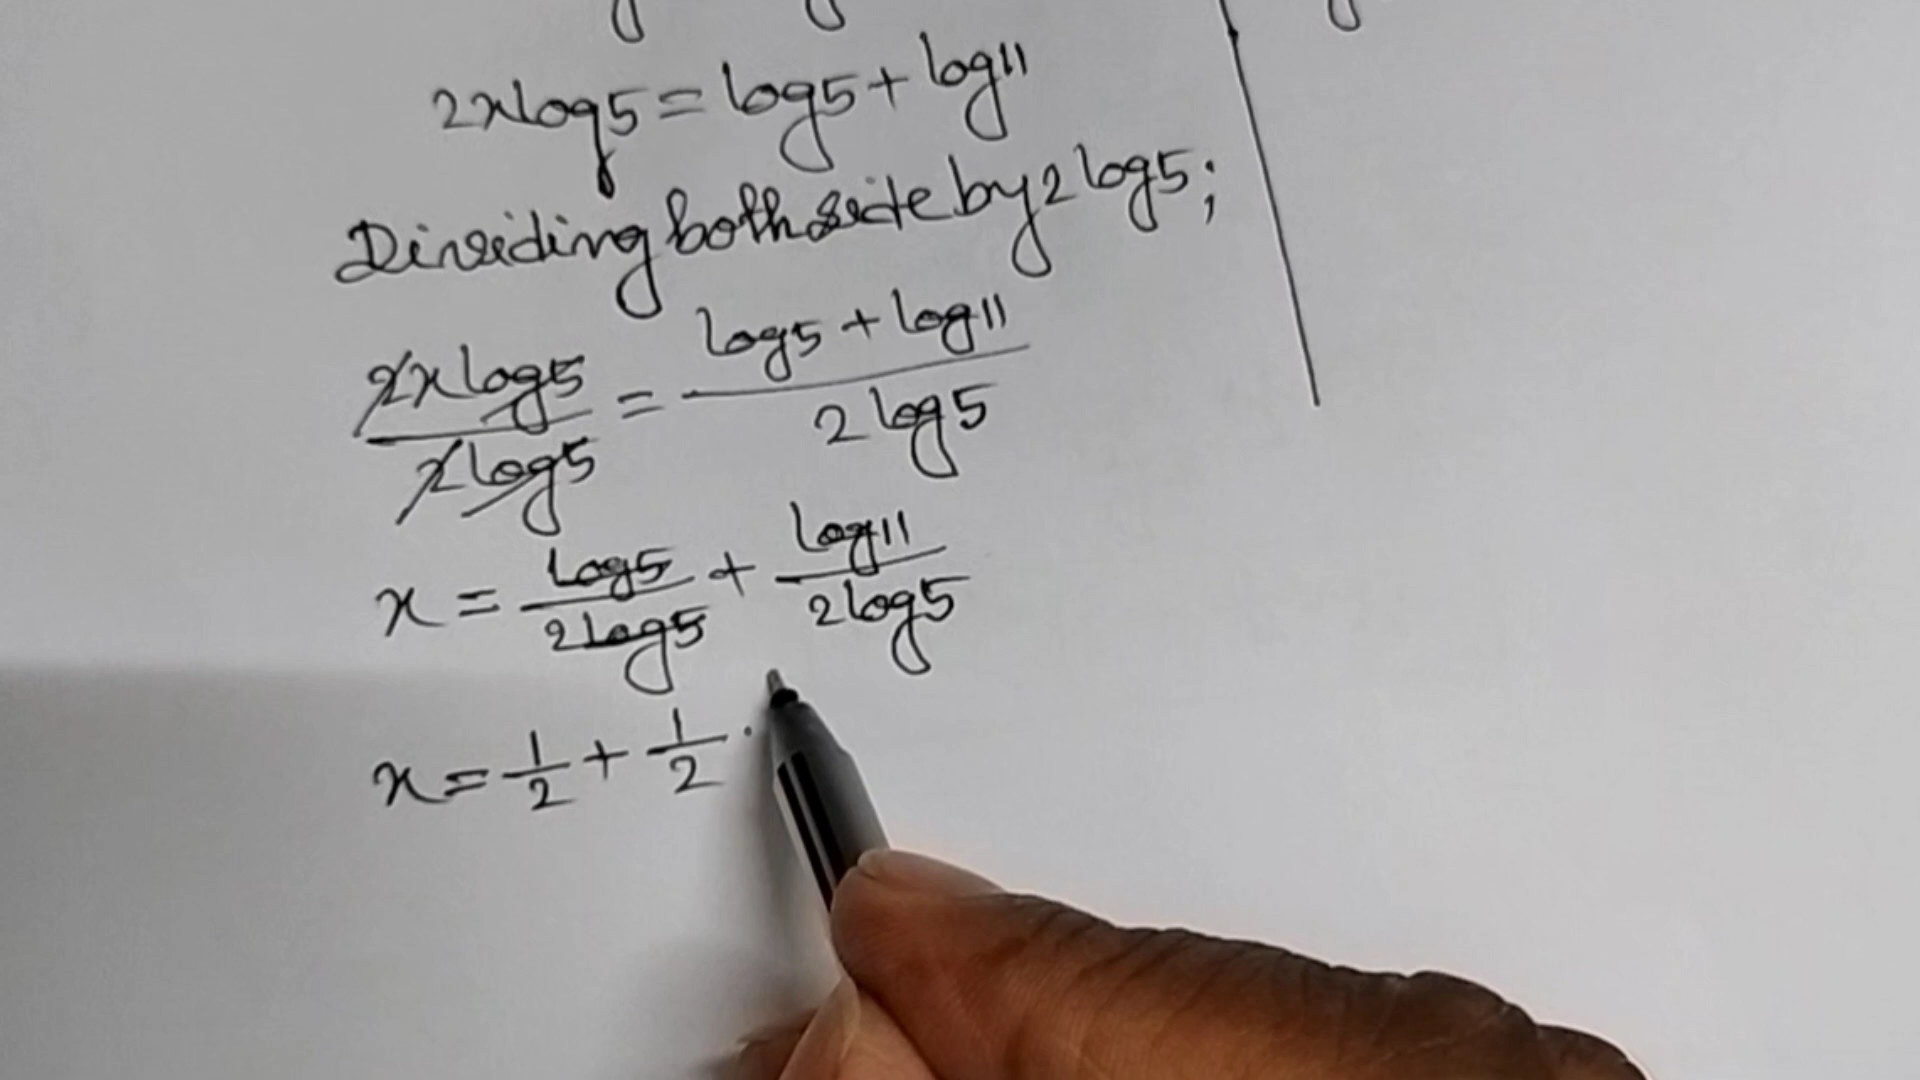 2xlog5 = log5 + log11
Dividing both side by 2log5;
2xlog5/2log5 = log5 + log11/2log5
x = log5/2log5 + log11/2log5
x = 1/2 + 1/2 ·